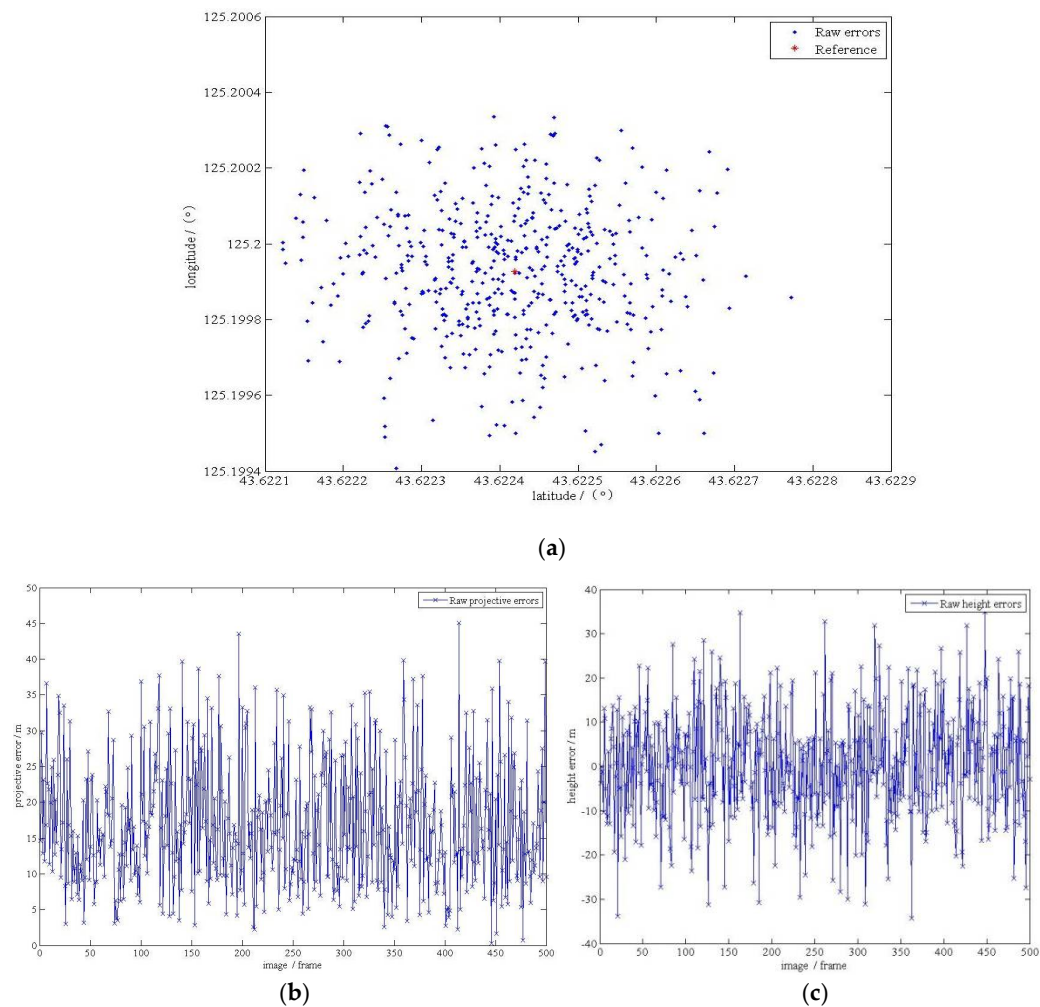 125.2006
Raw errors
Reference
125.2004
125.2002
125.2
125.1998
125.1996
125.1994
longitude / (°)
43.6221 43.6222 43.6223 43.6224 43.6225 43.6226 43.6227 43.6228 43.6229
latitude / (°)
(a)
50
45
40
35
30
25
20
15
10
5
0
projective error / m
Raw projective errors
0 50 100 150 200 250 300 350 400 450 500
image / frame
(b)
40
30
20
10
0
-10
-20
-30
-40
height error / m
Raw height errors
0 50 100 150 200 250 300 350 400 450 500
image / frame
(c)